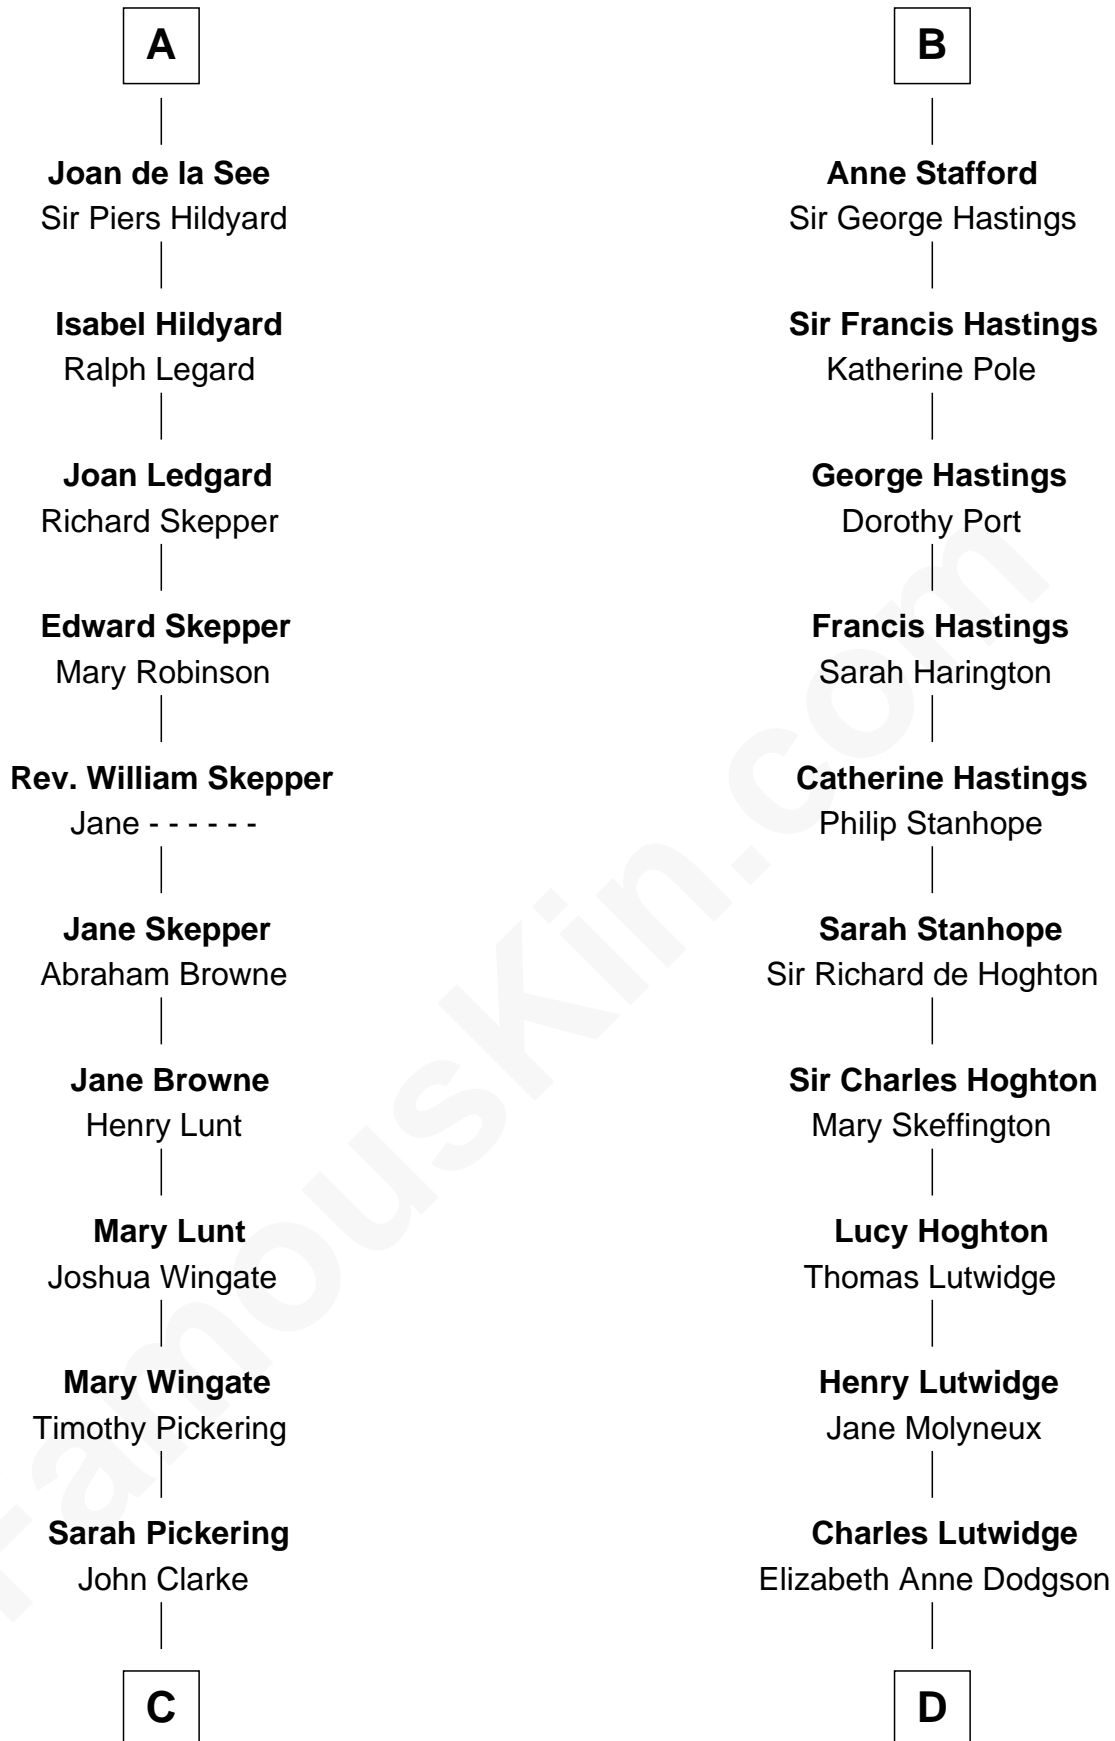 A
Joan de la See
Sir Piers Hildyard
Isabel Hildyard
Ralph Legard
Joan Ledgard
Richard Skepper
Edward Skepper
Mary Robinson
Rev. William Skepper
Jane - - - - - -
Jane Skepper
Abraham Browne
Jane Browne
Henry Lunt
Mary Lunt
Joshua Wingate
Mary Wingate
Timothy Pickering
Sarah Pickering
John Clarke
C
B
Anne Stafford
Sir George Hastings
Sir Francis Hastings
Katherine Pole
George Hastings
Dorothy Port
Francis Hastings
Sarah Harington
Catherine Hastings
Philip Stanhope
Sarah Stanhope
Sir Richard de Hoghton
Sir Charles Hoghton
Mary Skeffington
Lucy Hoghton
Thomas Lutwidge
Henry Lutwidge
Jane Molyneux
Charles Lutwidge
Elizabeth Anne Dodgson
D
FamousKin.com